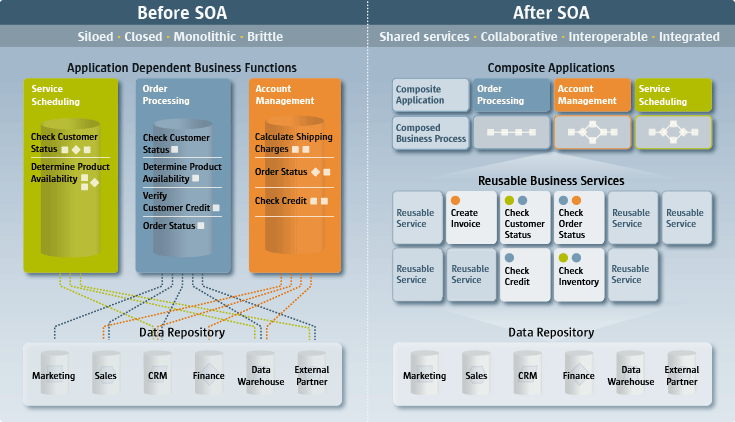 Before SOA
Siloed · Closed · Monolithic · Brittle
Application Dependent Business Functions
Service
Scheduling
Check Customer
Status
Determine Product
Availability
Order
Processing
Check Customer
Status
Determine Product
Availability
Verify
Customer Credit
Order Status
Account
Management
Calculate Shipping
Charges
Order Status
Check Credit
Data Repository
Marketing
Sales
CRM
Finance
Data
Warehouse
External
Partner
After SOA
Shared services · Collaborative · Interoperable · Integrated
Composite Applications
Composite
Application
Order
Processing
Account
Management
Service
Scheduling
Composed
Business Process
Reusable Business Services
Reusable
Service
Create
Invoice
Check
Customer
Status
Check
Order
Status
Reusable
Service
Reusable
Service
Reusable
Service
Reusable
Service
Check
Credit
Check
Inventory
Data Repository
Marketing
Sales
CRM
Finance
Data
Warehouse
External
Partner